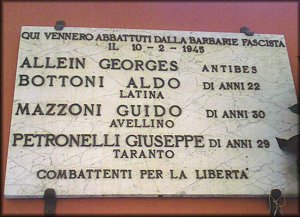 QUI VENNERO ABBATTUTI DALLA BARBARIE FASCISTA
IL 10-2-1945
ALLEIN GEORGES ANTIBES
BOTTONI ALDO DI ANNI 22
LATINA
MAZZONI GUIDO DI ANNI 30
AVELLINO
PETRONELLI GIUSEPPE DI ANNI 29
TARANTO
COMBATTENTI PER LA LIBERTA'